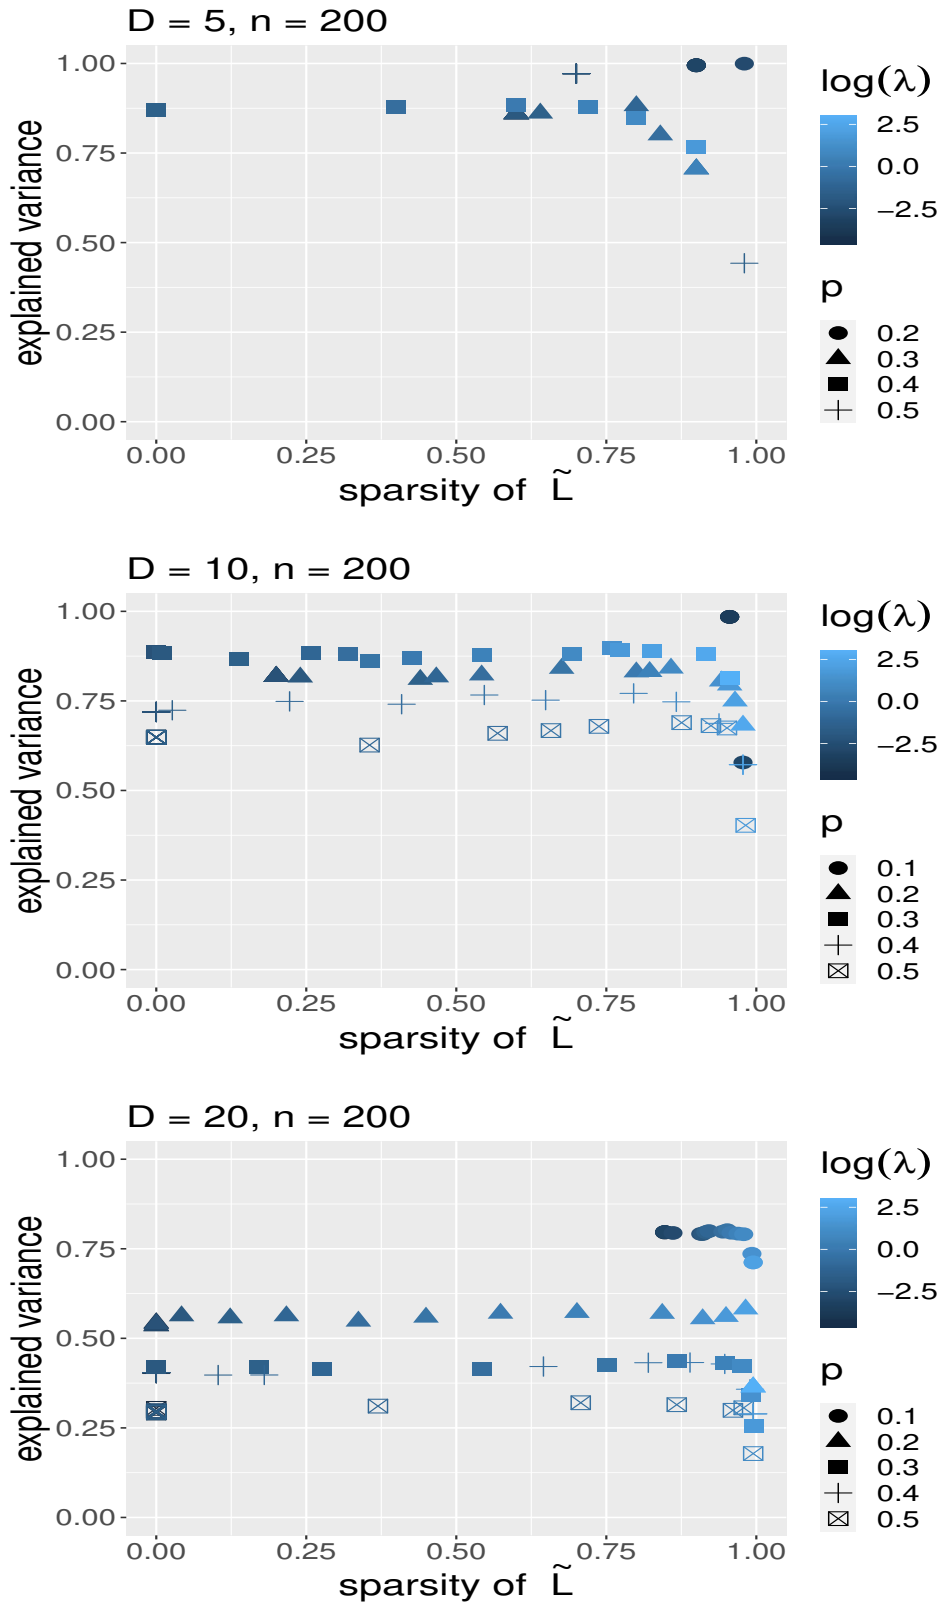 D = 5, n = 200
1.00
0.75
0.50
0.25
0.00
explained variance
0.00 0.25 0.50 0.75 1.00
sparsity of L̃
log(λ)
2.5
0.0
−2.5
p
0.2
0.3
0.4
0.5
D = 10, n = 200
1.00
0.75
0.50
0.25
0.00
explained variance
0.00 0.25 0.50 0.75 1.00
sparsity of L̃
log(λ)
2.5
0.0
−2.5
p
0.1
0.2
0.3
0.4
0.5
D = 20, n = 200
1.00
0.75
0.50
0.25
0.00
explained variance
0.00 0.25 0.50 0.75 1.00
sparsity of L̃
log(λ)
2.5
0.0
−2.5
p
0.1
0.2
0.3
0.4
0.5